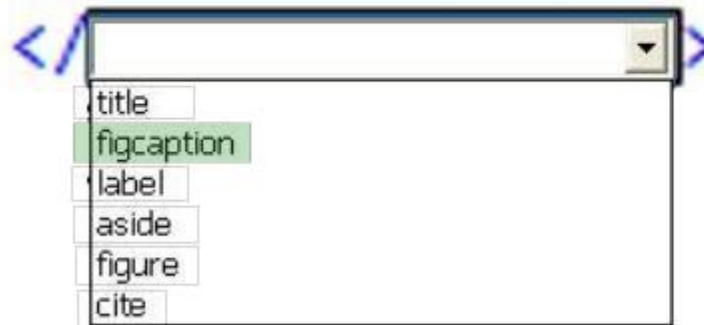 </ >
title
figcaption
label
aside
figure
cite